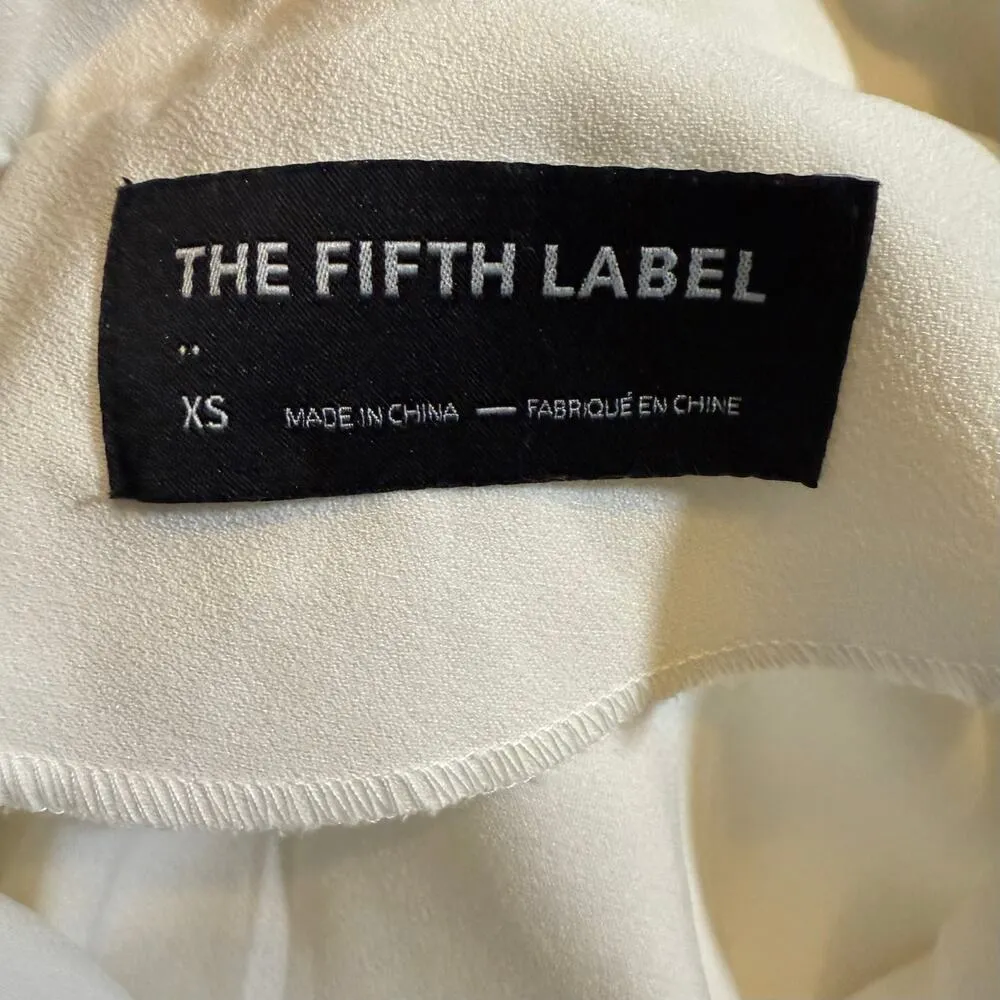 THE FIFTH LABEL
XS MADE IN CHINA — FABRIQUÉ EN CHINE